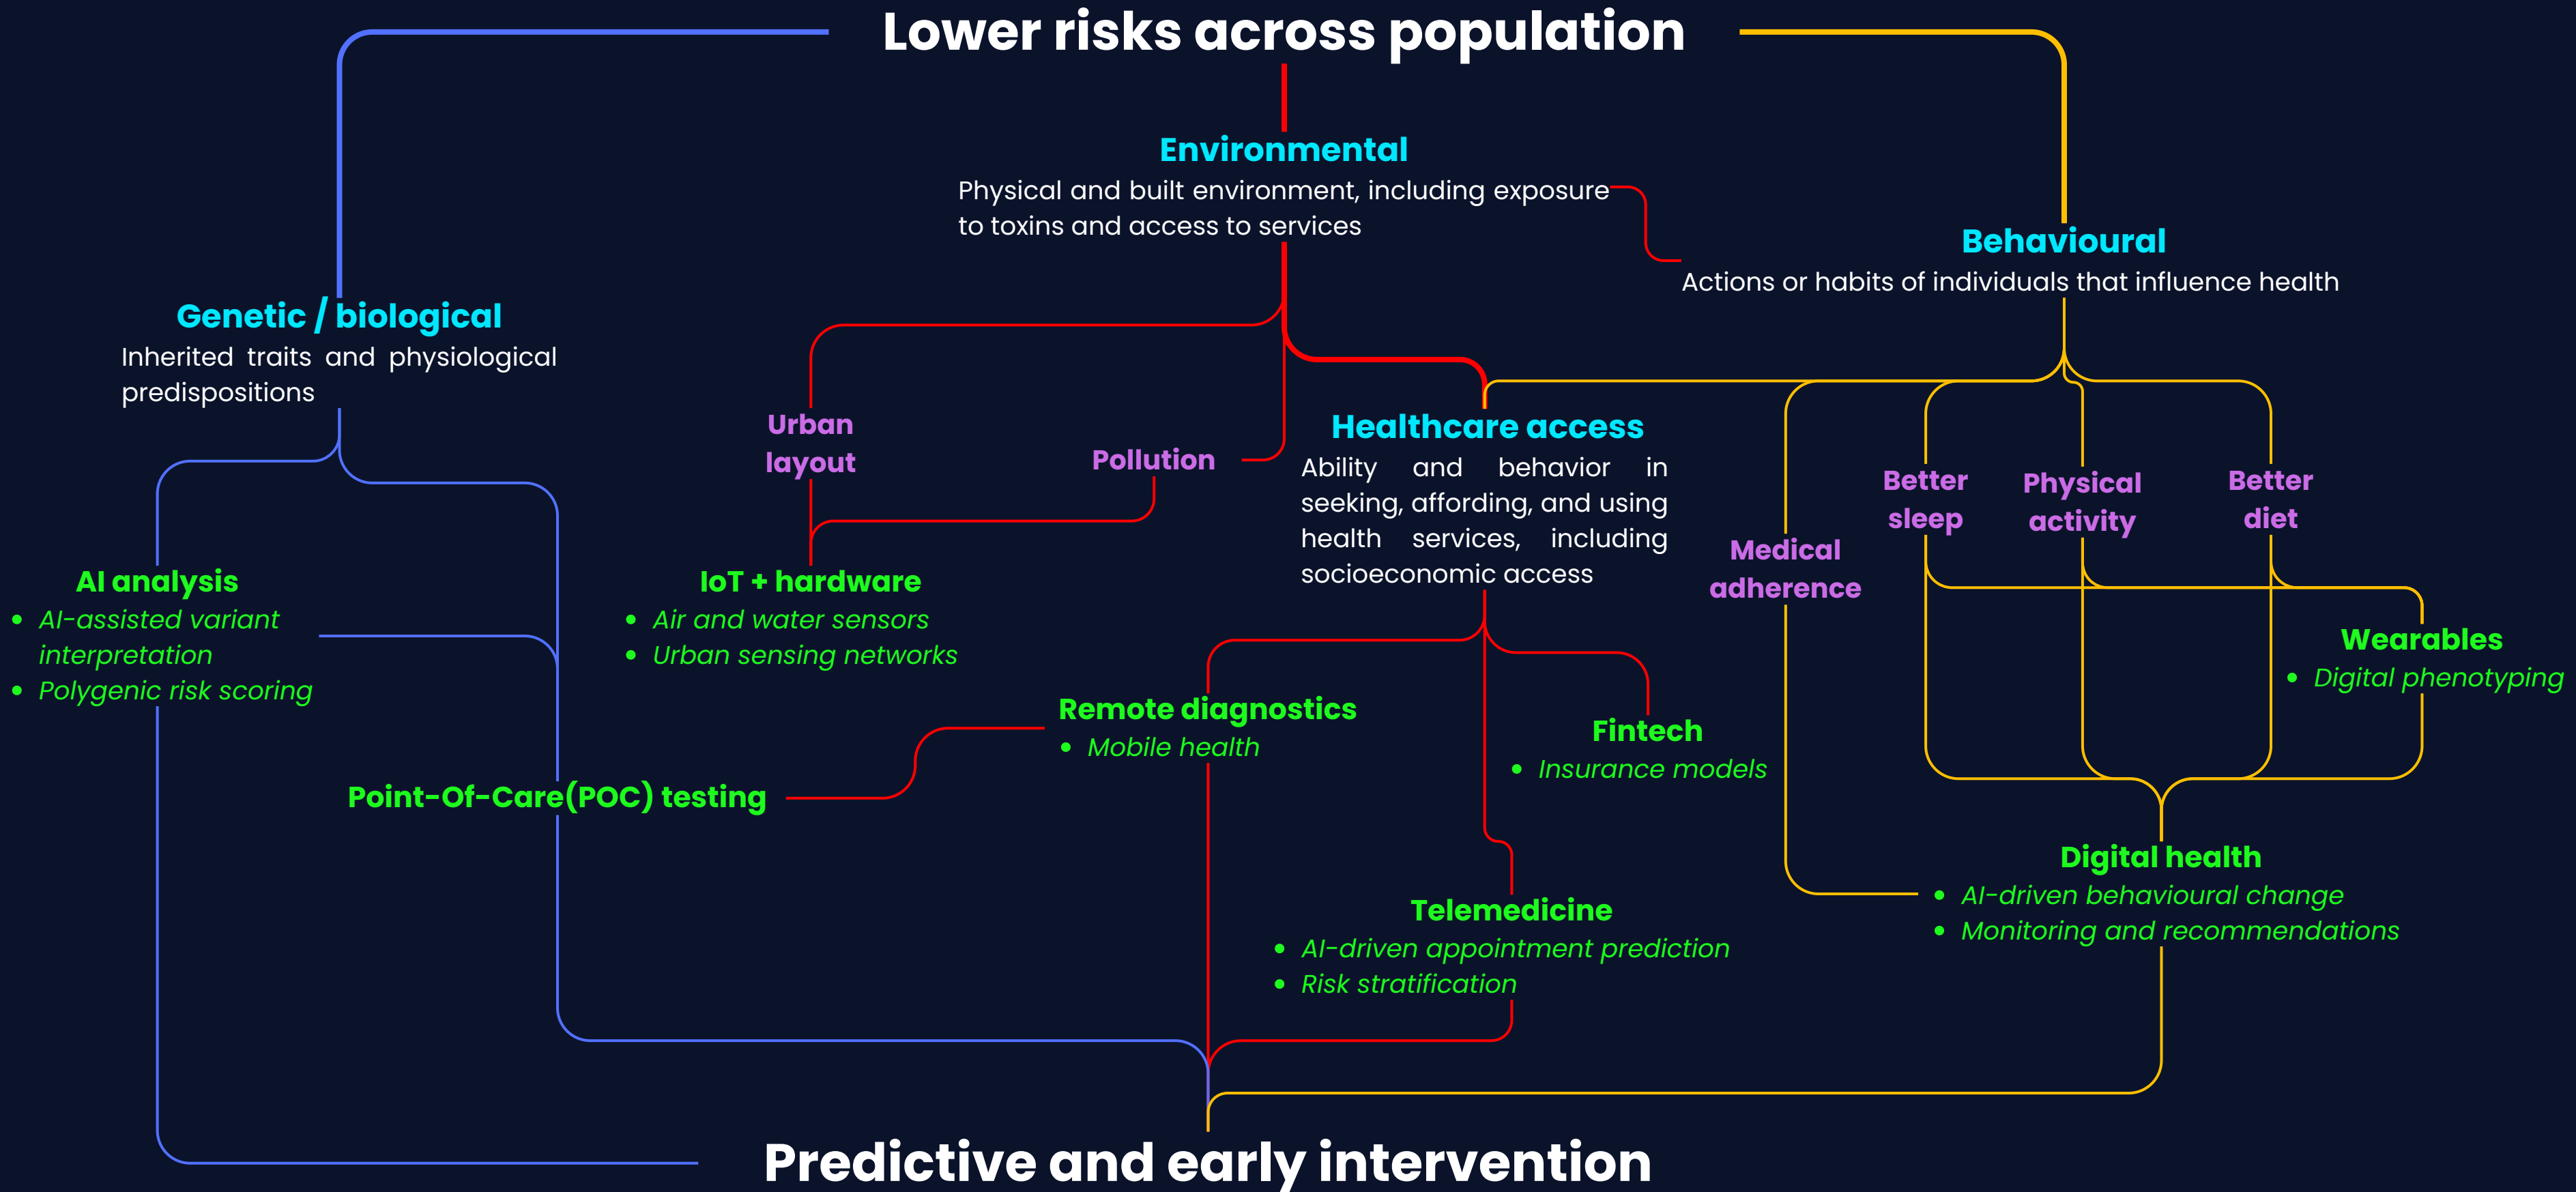 Lower risks across population
Environmental
Physical and built environment, including exposure
to toxins and access to services
Behavioural
Actions or habits of individuals that influence health
Genetic / biological
Inherited traits and physiological
predispositions
Urban
layout
Pollution
Healthcare access
Ability and behavior in
seeking, affording, and using
health services, including
socioeconomic access
Medical
adherence
Better
sleep
Physical
activity
Better
diet
AI analysis
• AI-assisted variant
interpretation
• Polygenic risk scoring
IoT + hardware
• Air and water sensors
• Urban sensing networks
Wearables
• Digital phenotyping
Remote diagnostics
• Mobile health
Fintech
• Insurance models
Point-Of-Care(POC) testing
Digital health
• AI-driven behavioural change
• Monitoring and recommendations
Telemedicine
• AI-driven appointment prediction
• Risk stratification
Predictive and early intervention